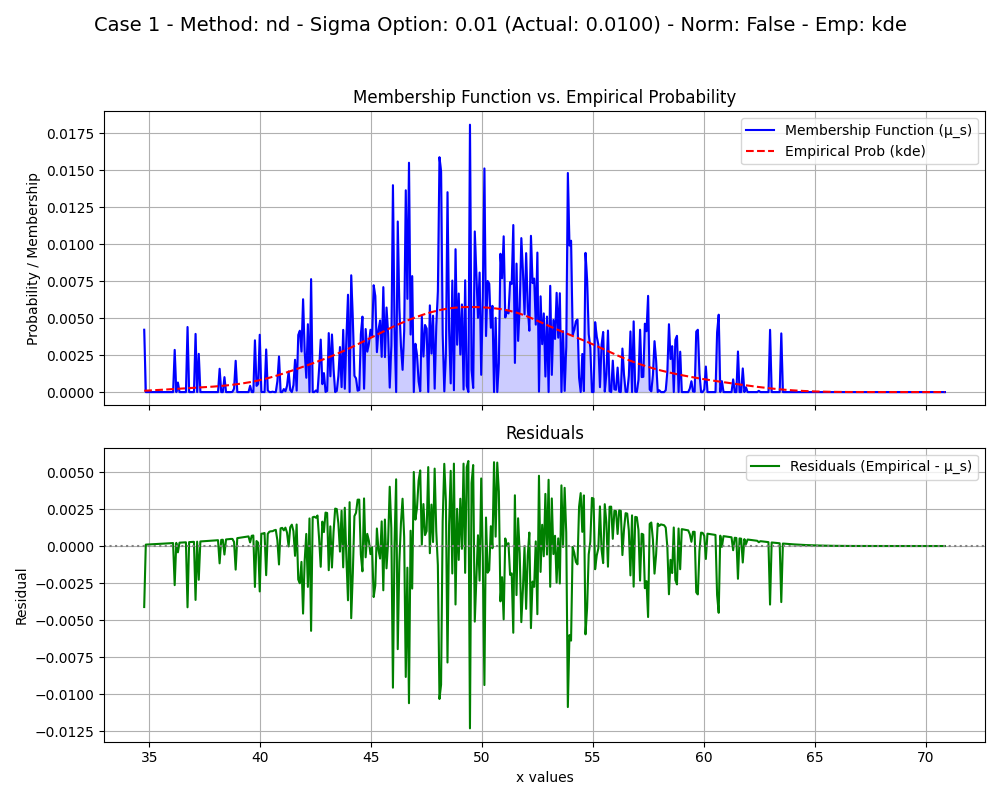 Case 1 - Method: nd - Sigma Option: 0.01 (Actual: 0.0100) - Norm: False - Emp: kde
Membership Function vs. Empirical Probability
Probability / Membership
0.0175
0.0150
0.0125
0.0100
0.0075
0.0050
0.0025
0.0000
Membership Function (μ_s)
Empirical Prob (kde)
Residuals
Residual
0.0050
0.0025
0.0000
−0.0025
−0.0050
−0.0075
−0.0100
−0.0125
Residuals (Empirical - μ_s)
35 40 45 50 55 60 65 70
x values